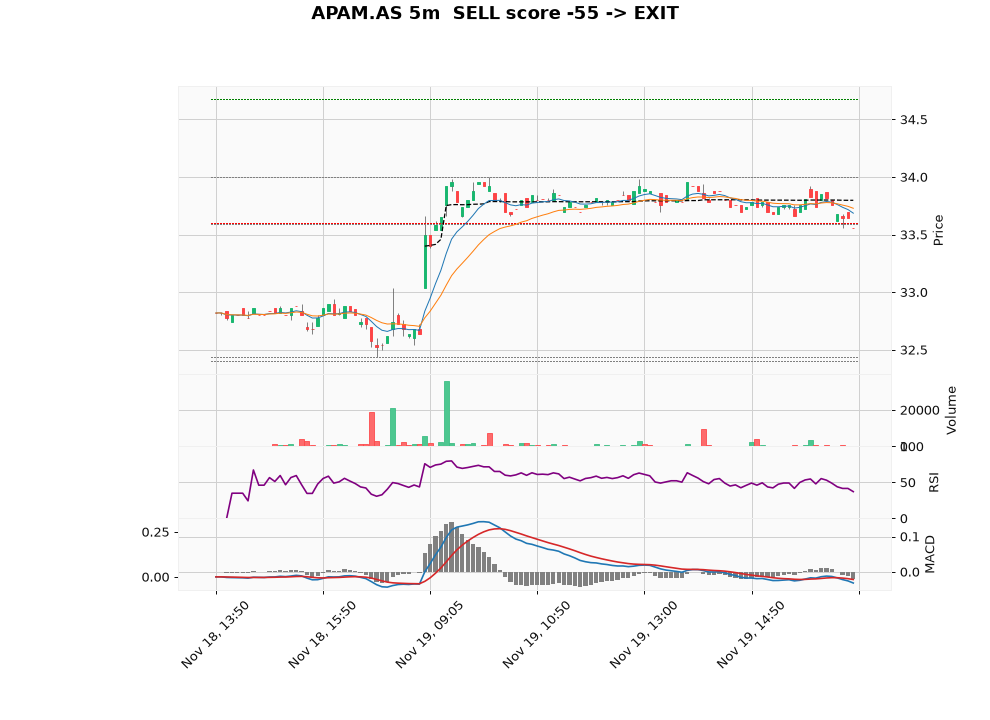 APAM.AS 5m SELL score -55 -> EXIT
34.5
34.0
33.5
33.0
32.5
Price
20000
0
Volume
100
50
0
RSI
0.25
0.00
0.1
0.0
MACD
Nov 18, 13:50
Nov 18, 15:50
Nov 19, 09:05
Nov 19, 10:50
Nov 19, 13:00
Nov 19, 14:50